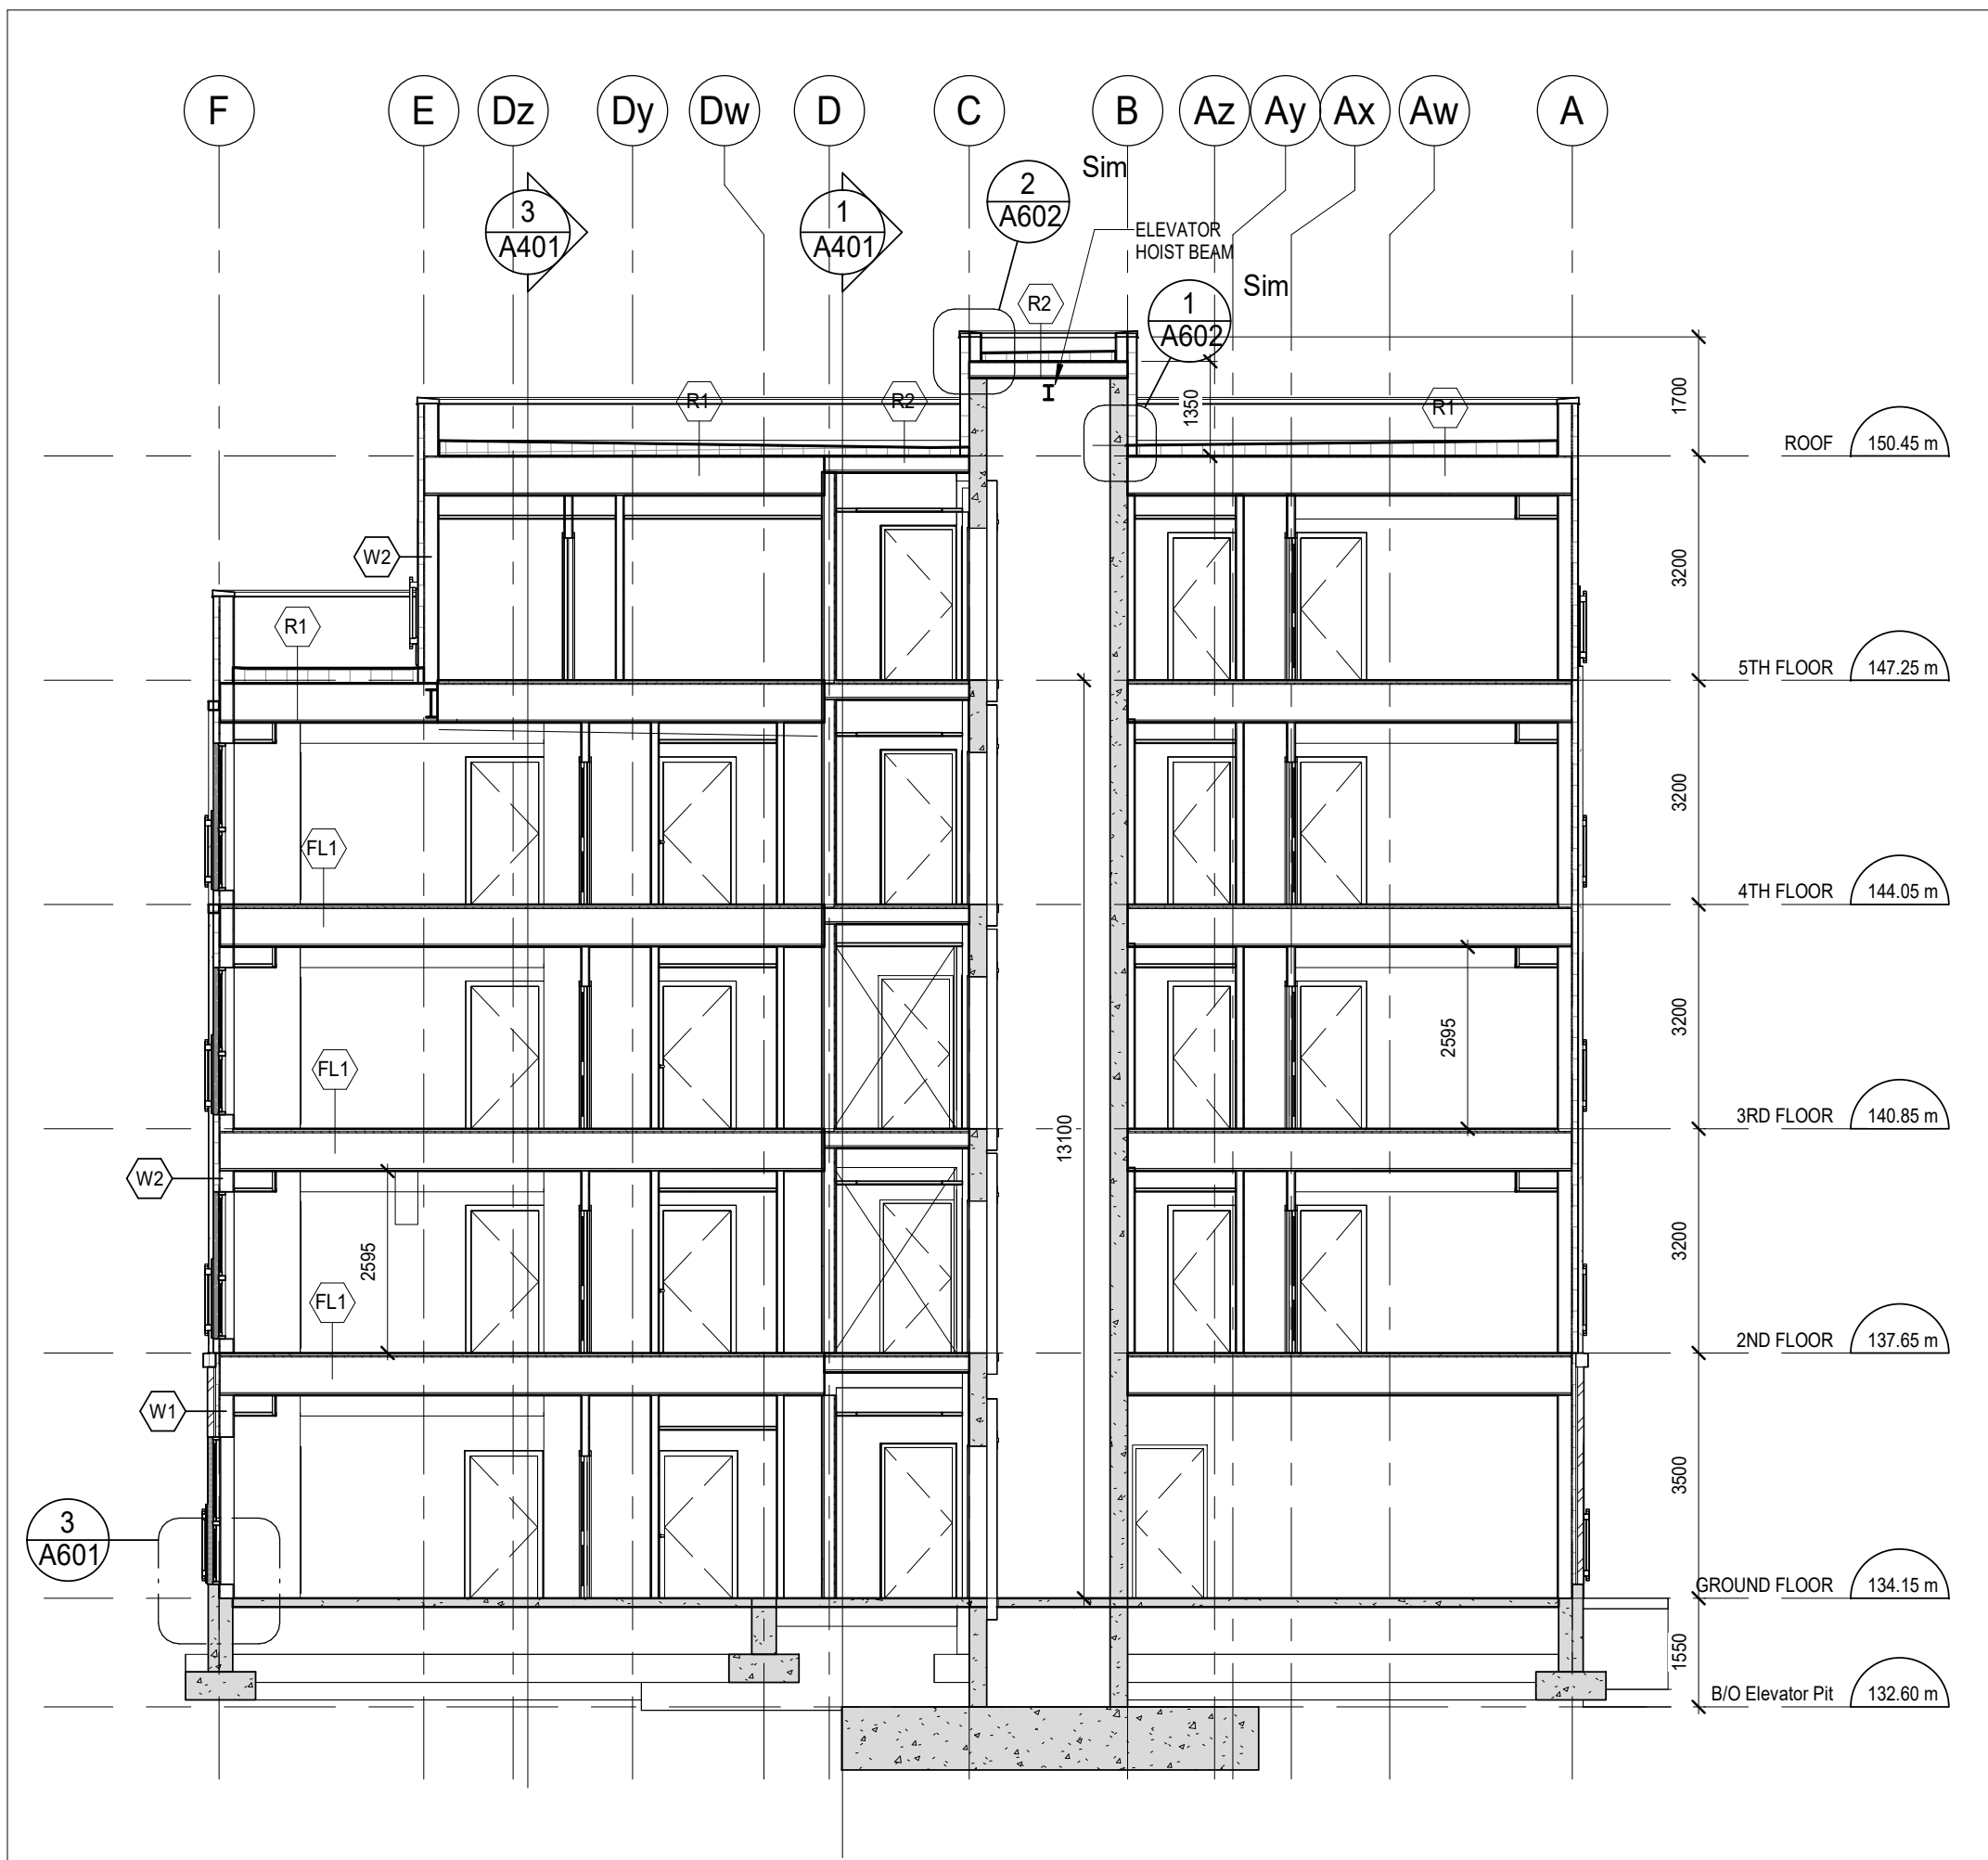 F E Dz Dy Dw D C B Az Ay Ax Aw A
Sim
2
A602
3
A401
1
A401
ELEVATOR
HOIST BEAM
Sim
R2
1
A602
1350
1700
R1
R2
R1
ROOF 150.45 m
W2
3200
R1
5TH FLOOR 147.25 m
3200
FL1
4TH FLOOR 144.05 m
3200
2595
FL1
13100
3RD FLOOR 140.85 m
W2
3200
2595
FL1
2ND FLOOR 137.65 m
W1
3500
3
A601
GROUND FLOOR 134.15 m
1550
B/O Elevator Pit 132.60 m